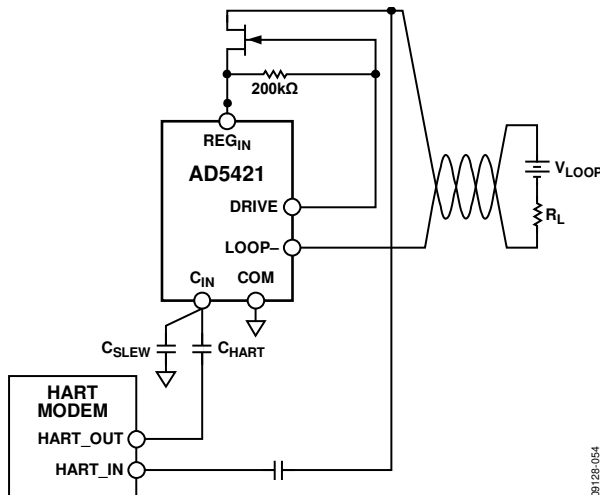 200kΩ
REGIN
AD5421
VLOOP
DRIVE
RL
LOOP–
CIN
COM
CSLEW
CHART
HART
MODEM
HART_OUT
HART_IN
09128-054